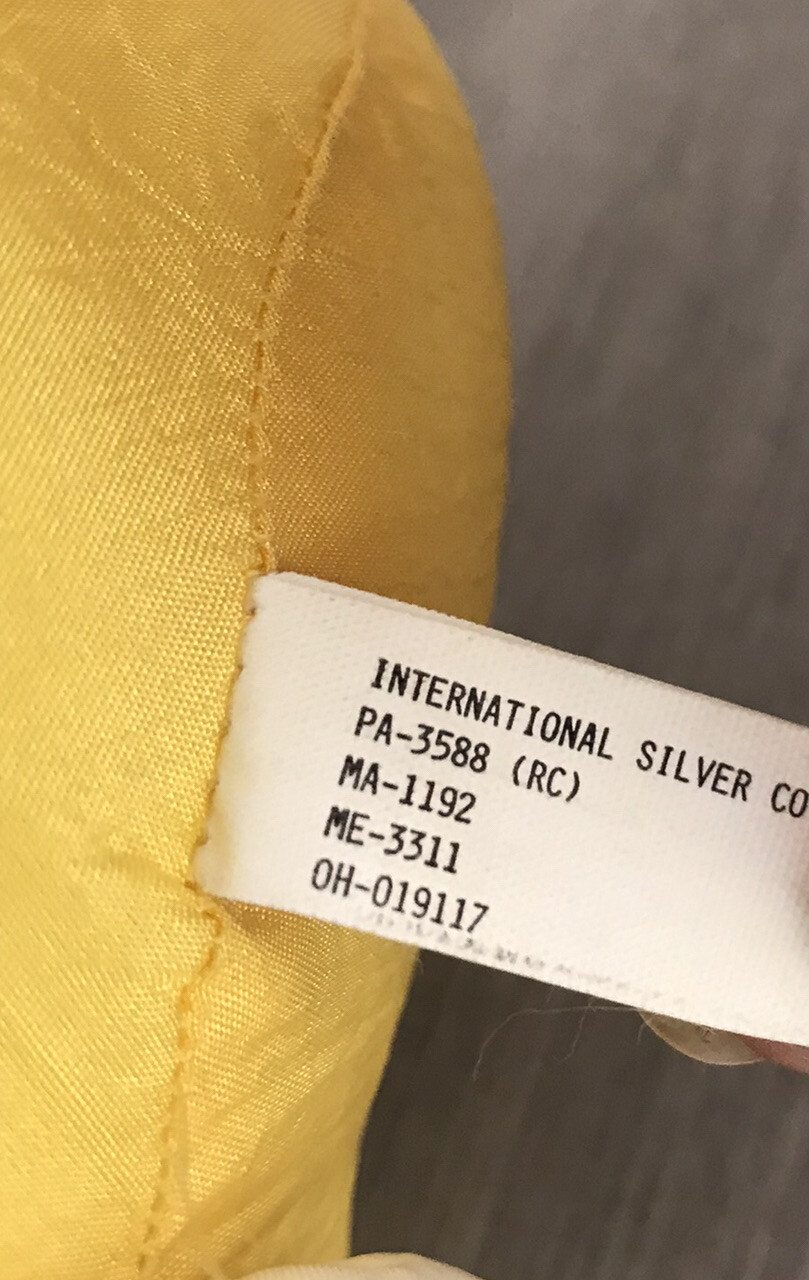 INTERNATIONAL SILVER CO
PA-3588 (RC)
MA-1192
ME-3311
OH-019117